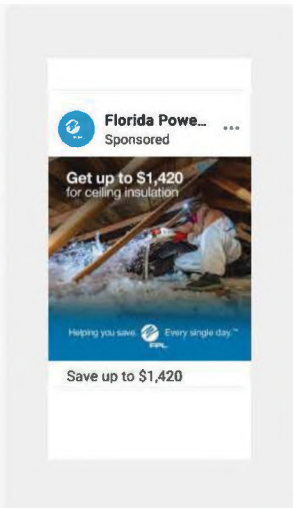 Florida Powe...
Sponsored
Get up to $1,420
for ceiling insulation
Helping you save. FPL Every single day.™
Save up to $1,420